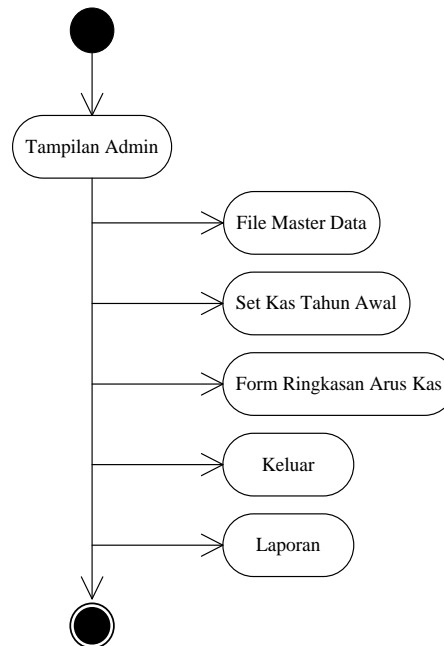 Tampilan Admin
File Master Data
Set Kas Tahun Awal
Form Ringkasan Arus Kas
Keluar
Laporan